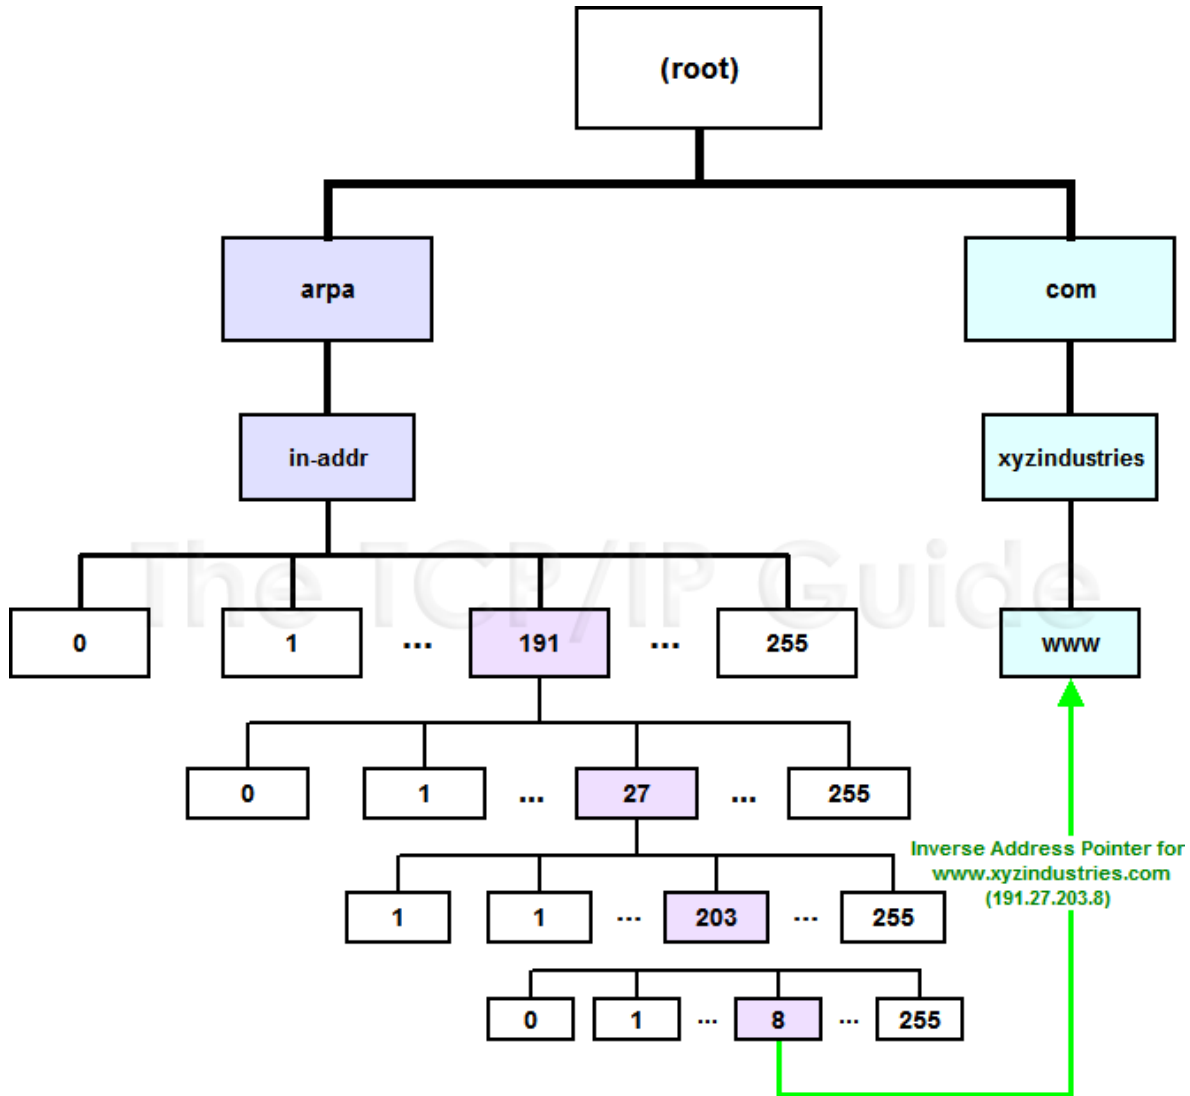 (root)
arpa
com
in-addr
xyzindustries
The TCP/IP Guide
0 1 ... 191 ... 255
www
0 1 ... 27 ... 255
Inverse Address Pointer for
www.xyzindustries.com
(191.27.203.8)
1 1 ... 203 ... 255
0 1 ... 8 ... 255